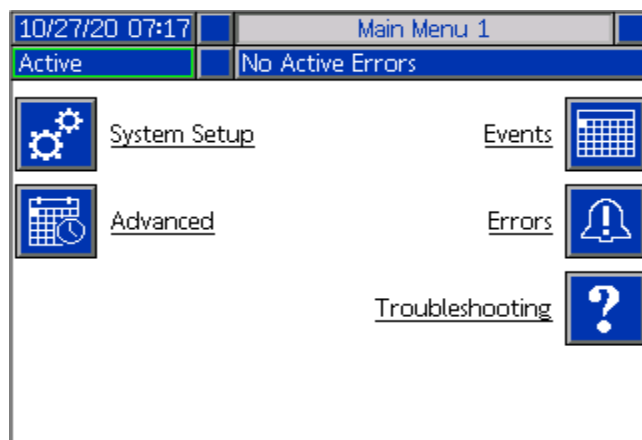 10/27/20 07:17 Main Menu 1
Active No Active Errors
System Setup Events
Advanced Errors
Troubleshooting